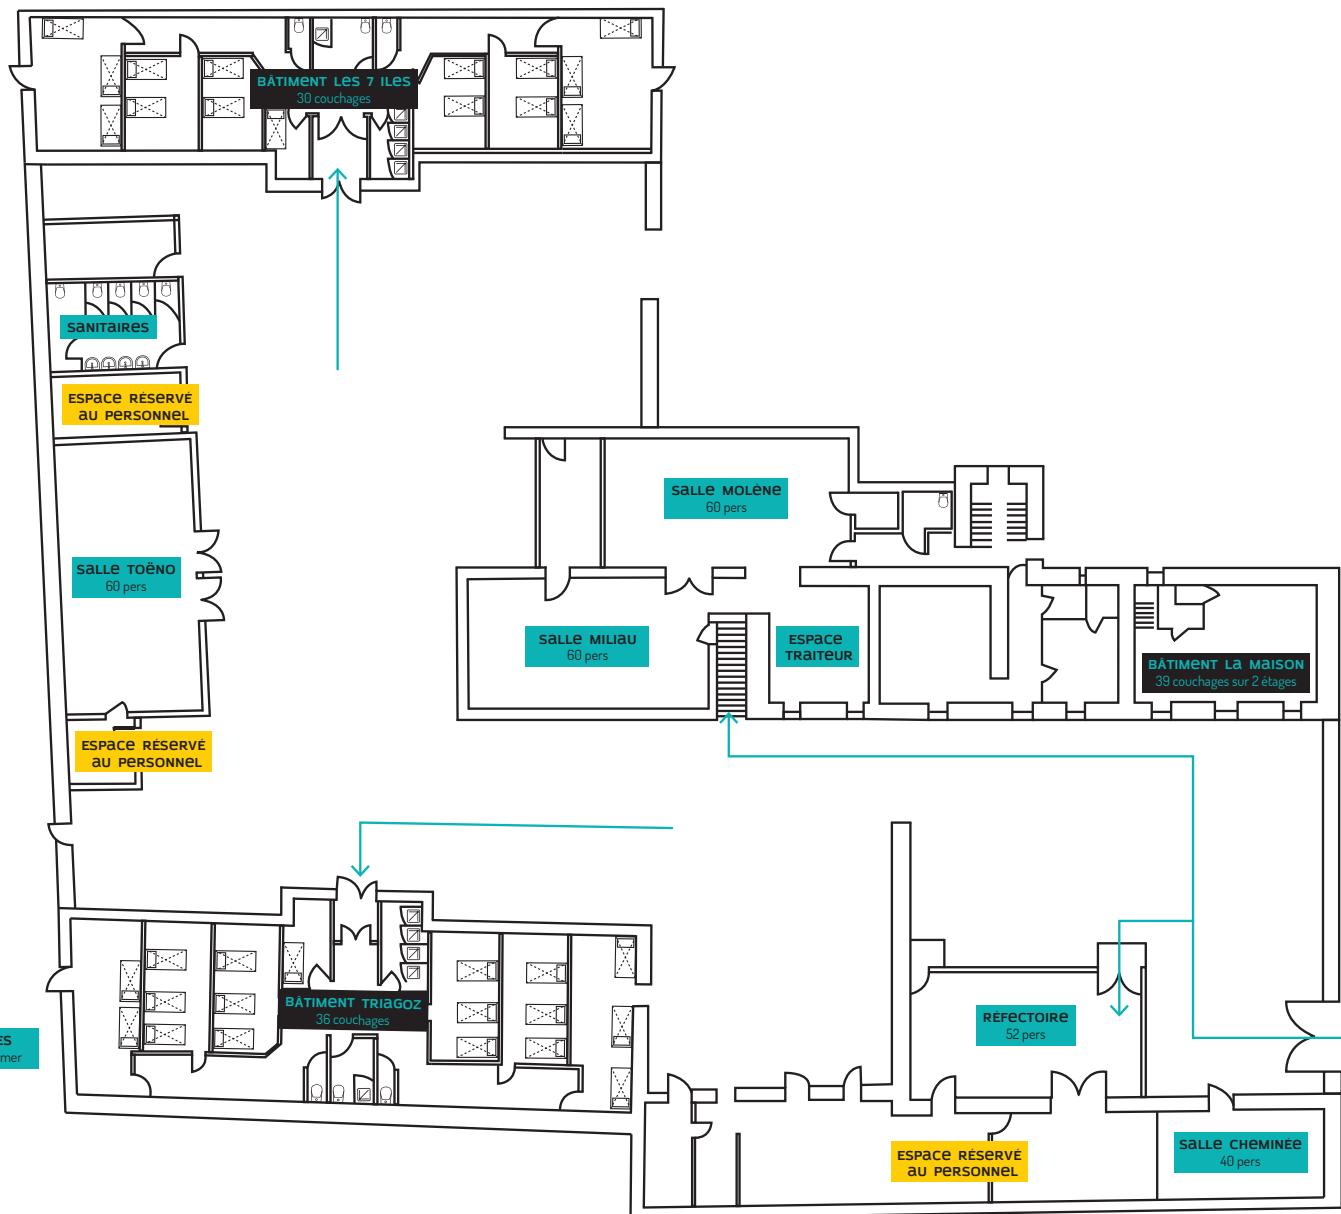 BÂTIMENT LES 7 ILES
30 couchages
SANITAIRES
ESPACE RÉSERVÉ
AU PERSONNEL
SALLE MOLÈNE
60 pers
SALLE TOËNO
60 pers
SALLE MILIAU
60 pers
ESPACE
TRAITEUR
BÂTIMENT LA MAISON
39 couchages sur 2 étages
ESPACE RÉSERVÉ
AU PERSONNEL
BÂTIMENT TRIAGOZ
36 couchages
RÉFECTOIRE
52 pers
ES
mer
ESPACE RÉSERVÉ
AU PERSONNEL
SALLE CHEMINÉE
40 pers